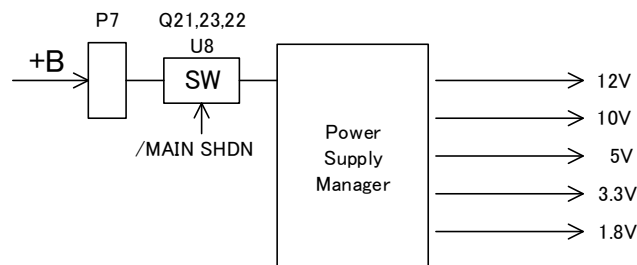 P7
Q21,23,22
U8
+B
SW
/MAIN SHDN
Power
Supply
Manager
12V
10V
5V
3.3V
1.8V